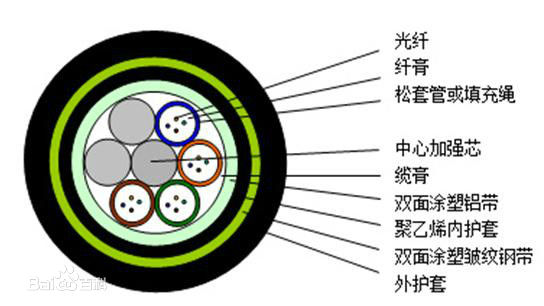 光纤
纤膏
松套管或填充绳
中心加强芯
缆膏
双面涂塑铝带
聚乙烯内护套
双面涂塑皱纹钢带
外护套
Bai百科